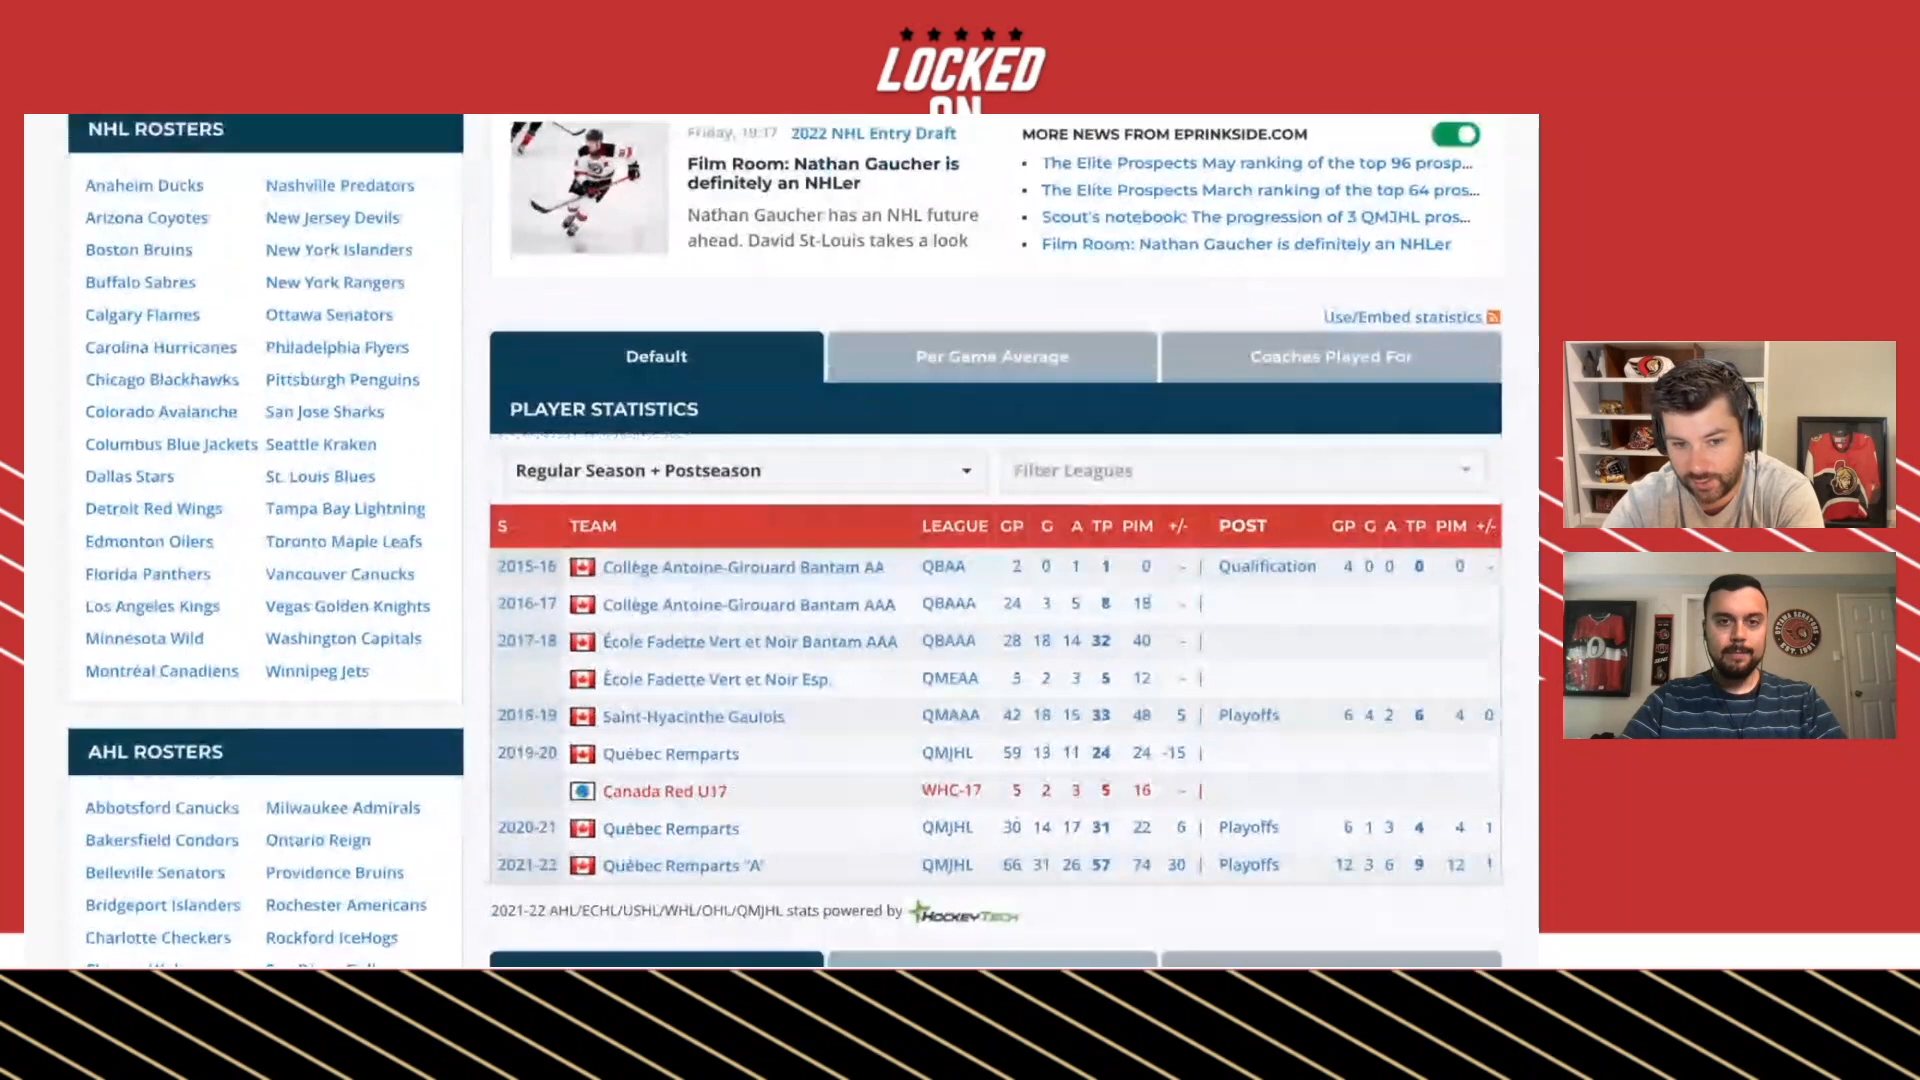 LOCKED
ON
NHL ROSTERS
Anaheim Ducks Nashville Predators
Arizona Coyotes New Jersey Devils
Boston Bruins New York Islanders
Buffalo Sabres New York Rangers
Calgary Flames Ottawa Senators
Carolina Hurricanes Philadelphia Flyers
Chicago Blackhawks Pittsburgh Penguins
Colorado Avalanche San Jose Sharks
Columbus Blue Jackets Seattle Kraken
Dallas Stars St. Louis Blues
Detroit Red Wings Tampa Bay Lightning
Edmonton Oilers Toronto Maple Leafs
Florida Panthers Vancouver Canucks
Los Angeles Kings Vegas Golden Knights
Minnesota Wild Washington Capitals
Montréal Canadiens Winnipeg Jets
AHL ROSTERS
Abbotsford Canucks Milwaukee Admirals
Bakersfield Condors Ontario Reign
Belleville Senators Providence Bruins
Bridgeport Islanders Rochester Americans
Charlotte Checkers Rockford IceHogs
Friday, 19:17 2022 NHL Entry Draft
Film Room: Nathan Gaucher is
definitely an NHLer
Nathan Gaucher has an NHL future
ahead. David St-Louis takes a look
MORE NEWS FROM EPRINKSIDE.COM
• The Elite Prospects May ranking of the top 96 prosp...
• The Elite Prospects March ranking of the top 64 pros...
• Scout's notebook: The progression of 3 QMJHL pros...
• Film Room: Nathan Gaucher is definitely an NHLer
Use/Embed statistics
Default Per Game Average Coaches Played For
PLAYER STATISTICS
Regular Season + Postseason Filter Leagues
S TEAM LEAGUE GP G A TP PIM +/- POST GP G A TP PIM +/-
2015-16 Collège Antoine-Girouard Bantam AA QBAA 2 0 1 1 0 - | Qualification 4 0 0 0 0 -
2016-17 Collège Antoine-Girouard Bantam AAA QBAAA 24 3 5 8 18 - |
2017-18 École Fadette Vert et Noir Bantam AAA QBAAA 28 18 14 32 40 - |
École Fadette Vert et Noir Esp. QMEAA 2 3 5 12 - |
2018-19 Saint-Hyacinthe Gaulois QMAAA 42 18 15 33 48 5 | Playoffs 6 4 2 6 4 0
2019-20 Québec Remparts QMJHL 59 13 11 24 24 -15 |
Canada Red U17 WHC-17 5 2 3 5 16 - |
2020-21 Québec Remparts QMJHL 30 14 17 31 22 6 | Playoffs 6 1 3 4 4 1
2021-22 Québec Remparts "A" QMJHL 66 31 26 57 74 30 | Playoffs 12 3 6 9 12 1
2021-22 AHL/ECHL/USHL/WHL/OHL/QMJHL stats powered by HOCKEYTECH